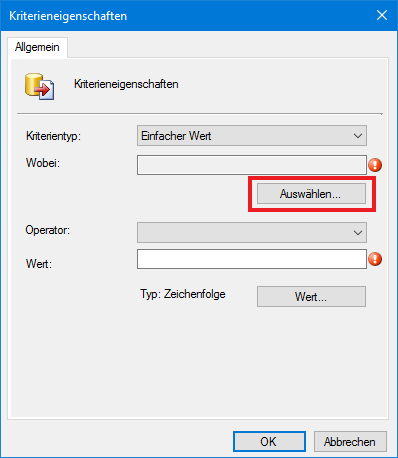 Kriterieneigenschaften
Allgemein
Kriterieneigenschaften
Kriterientyp: Einfacher Wert
Wobei:
Auswählen...
Operator:
Wert:
Typ: Zeichenfolge Wert...
OK Abbrechen